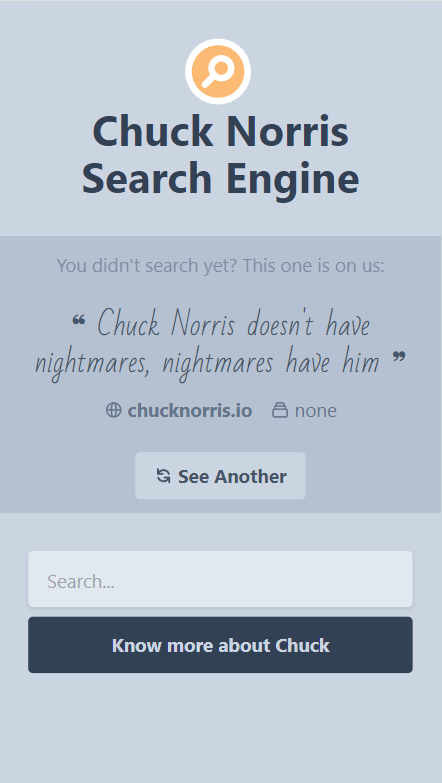 Chuck Norris
Search Engine
You didn't search yet? This one is on us:
❝ Chuck Norris doesn't have
nightmares, nightmares have him ❞
chucknorris.io none
See Another
Search...
Know more about Chuck